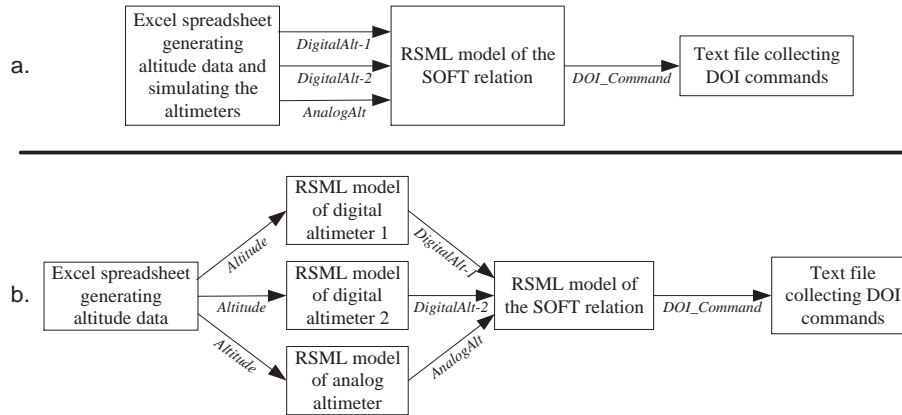 a.
Excel spreadsheet
generating
altitude data and
simulating the
altimeters
DigitalAlt-1
DigitalAlt-2
AnalogAlt
RSML model of the
SOFT relation
DOI_Command
Text file collecting
DOI commands
b.
Excel spreadsheet
generating
altitude data
Altitude
Altitude
Altitude
RSML model
of digital
altimeter 1
RSML model
of digital
altimeter 2
RSML model
of analog
altimeter
DigitalAlt-1
DigitalAlt-2
AnalogAlt
RSML model of
the SOFT relation
DOI_Command
Text file
collecting DOI
commands